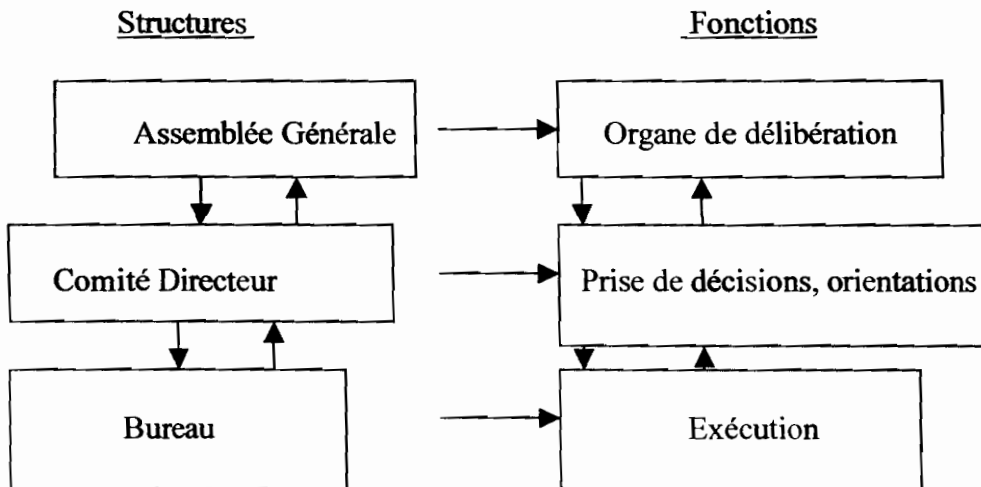 Structures Fonctions
Assemblée Générale Organe de délibération
Comité Directeur Prise de décisions, orientations
Bureau Exécution